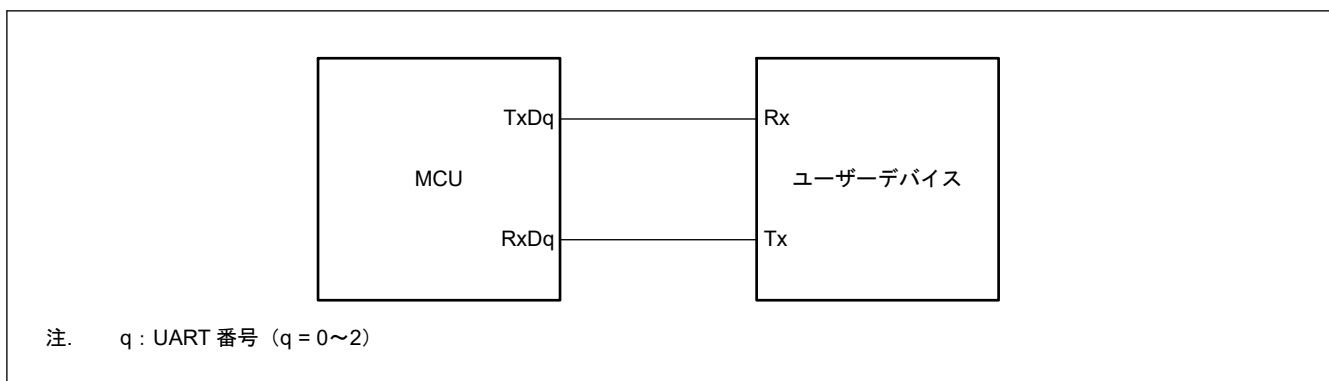 TxDq
Rx
MCU
ユーザーデバイス
RxDq
Tx
注. q：UART 番号（q = 0～2）